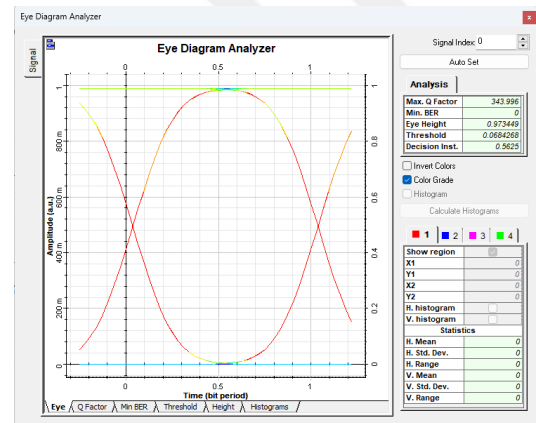 Eye Diagram Analyzer
x
Signal
Eye Diagram Analyzer
0 0.5 1
1
800 m
600 m
400 m
200 m
0
Amplitude (a.u.)
1
0.8
0.6
0.4
0.2
0
0 0.5 1
Time (bit period)
Eye Q Factor Min BER Threshold Height Histograms
Signal Index: 0
Auto Set
Analysis
Max. Q Factor 343.996
Min. BER 0
Eye Height 0.973449
Threshold 0.0684268
Decision Inst. 0.5625
Invert Colors
Color Grade
Histogram
Calculate Histograms
1 2 3 4
Show region
X1 0
Y1 0
X2 0
Y2 0
H. histogram
V. histogram
Statistics
H. Mean 0
H. Std. Dev. 0
H. Range 0
V. Mean 0
V. Std. Dev. 0
V. Range 0